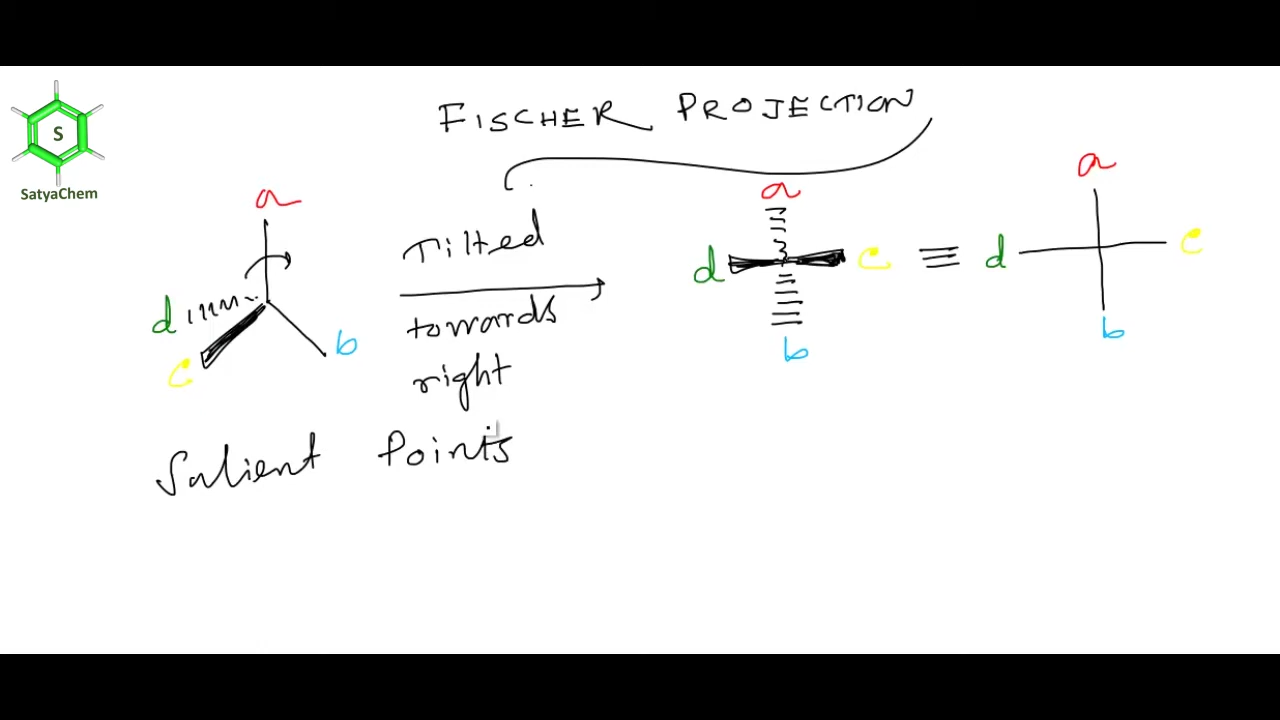 FISCHER PROJECTION
S
SatyaChem
a
d
c
b
Tilted
towards
right
a
d
c
b
≡
a
d
c
b
Salient Points